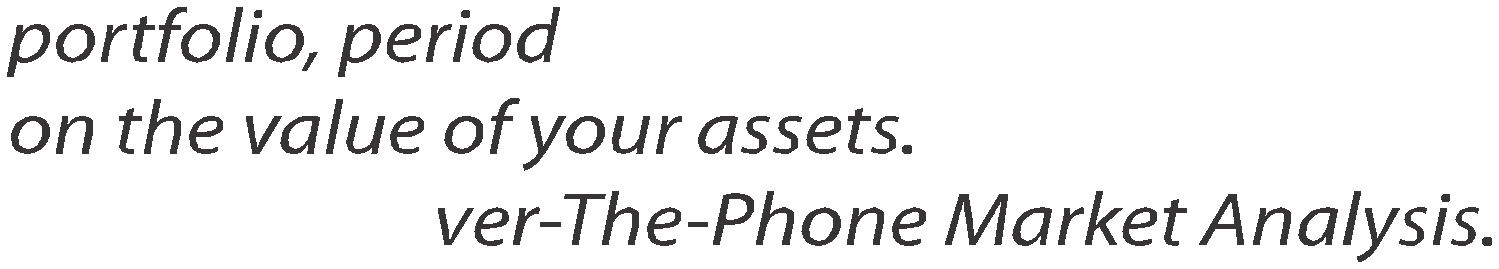 portfolio, period
on the value of your assets.
ver-The-Phone Market Analysis.